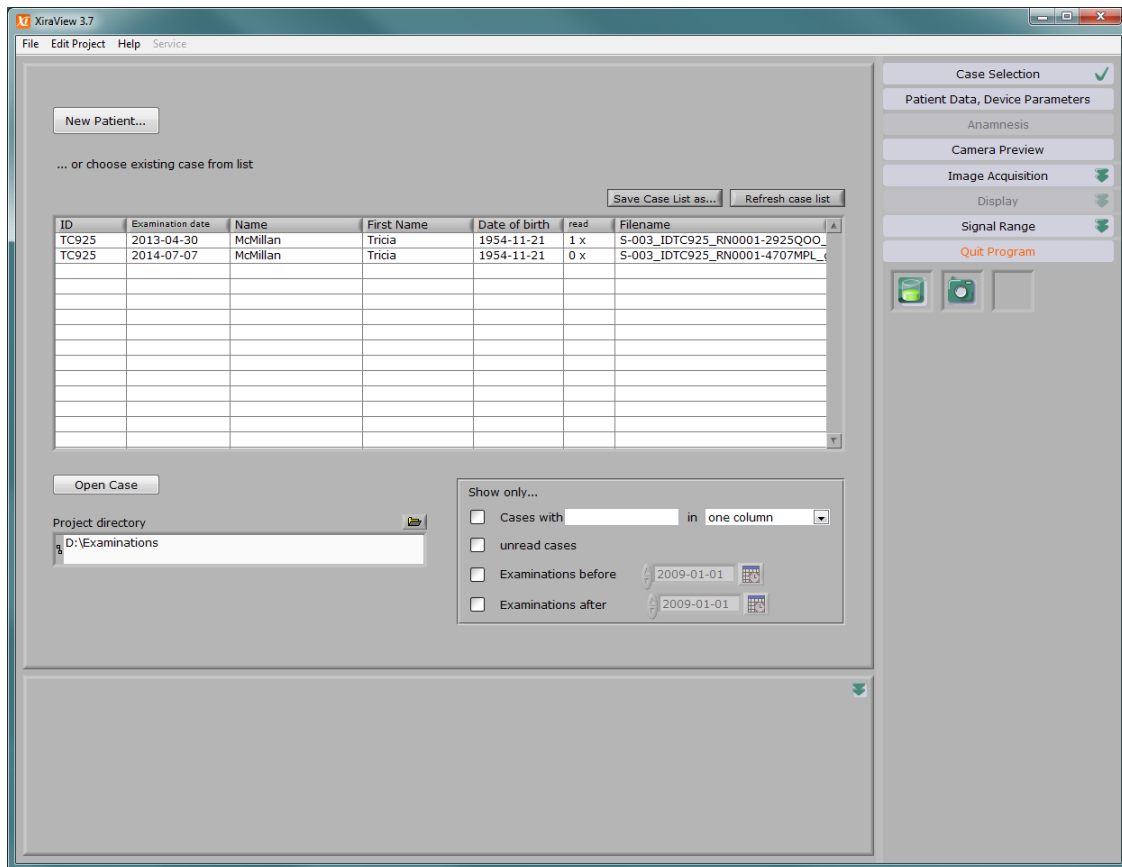 XiraView 3.7
File Edit Project Help Service
New Patient...
... or choose existing case from list
Save Case List as... Refresh case list
ID Examination date Name First Name Date of birth read Filename
TC925 2013-04-30 McMillan Tricia 1954-11-21 1 x S-003_IDTC925_RN0001-2925QOO_
TC925 2014-07-07 McMillan Tricia 1954-11-21 0 x S-003_IDTC925_RN0001-4707MPL_
Open Case
Project directory
D:\Examinations
Show only...
Cases with in one column
unread cases
Examinations before 2009-01-01
Examinations after 2009-01-01
Case Selection
Patient Data, Device Parameters
Anamnesis
Camera Preview
Image Acquisition
Display
Signal Range
Quit Program